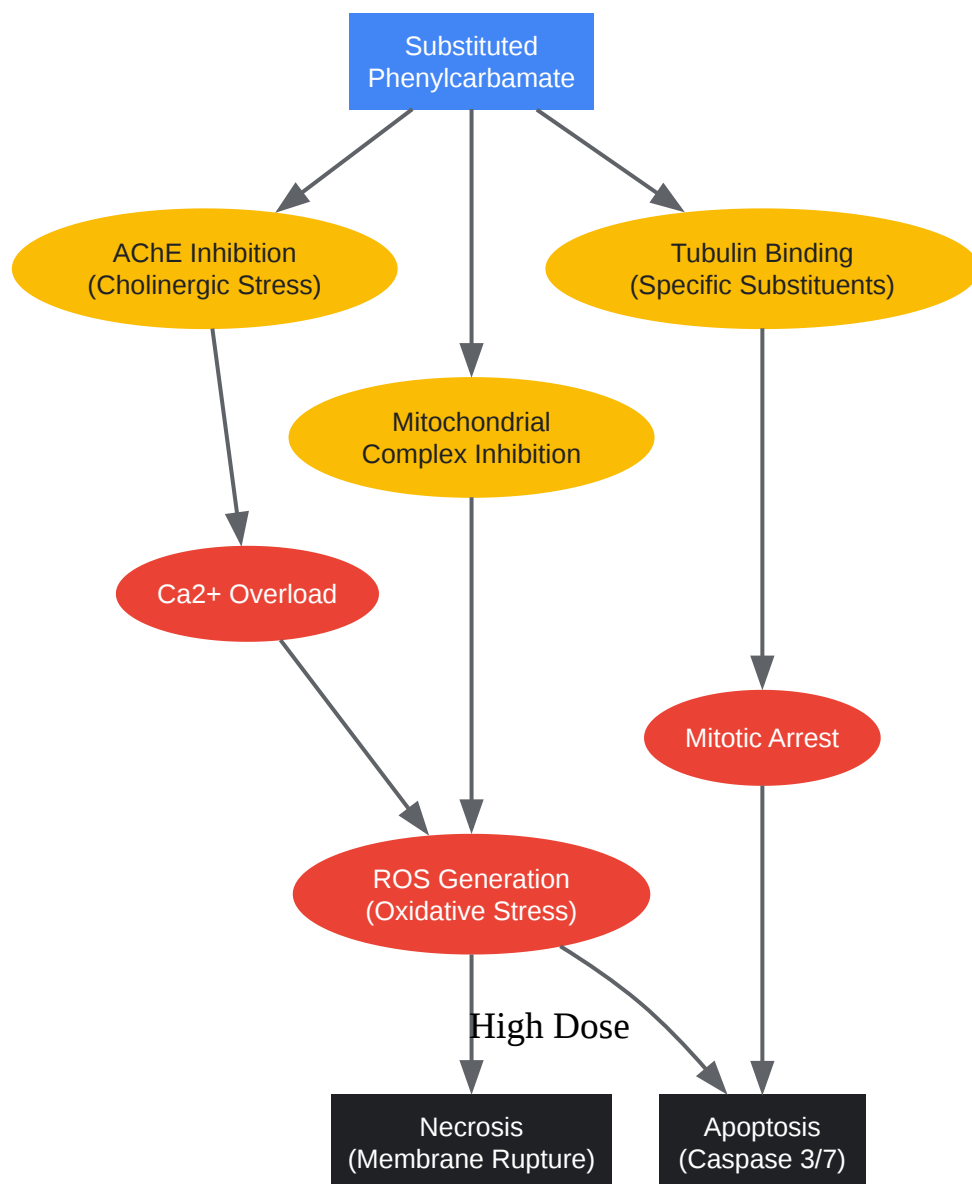 Substituted
Phenylcarbamate
AChE Inhibition
(Cholinergic Stress)
Tubulin Binding
(Specific Substituents)
Mitochondrial
Complex Inhibition
Ca2+ Overload
Mitotic Arrest
ROS Generation
(Oxidative Stress)
High Dose
Necrosis
(Membrane Rupture)
Apoptosis
(Caspase 3/7)